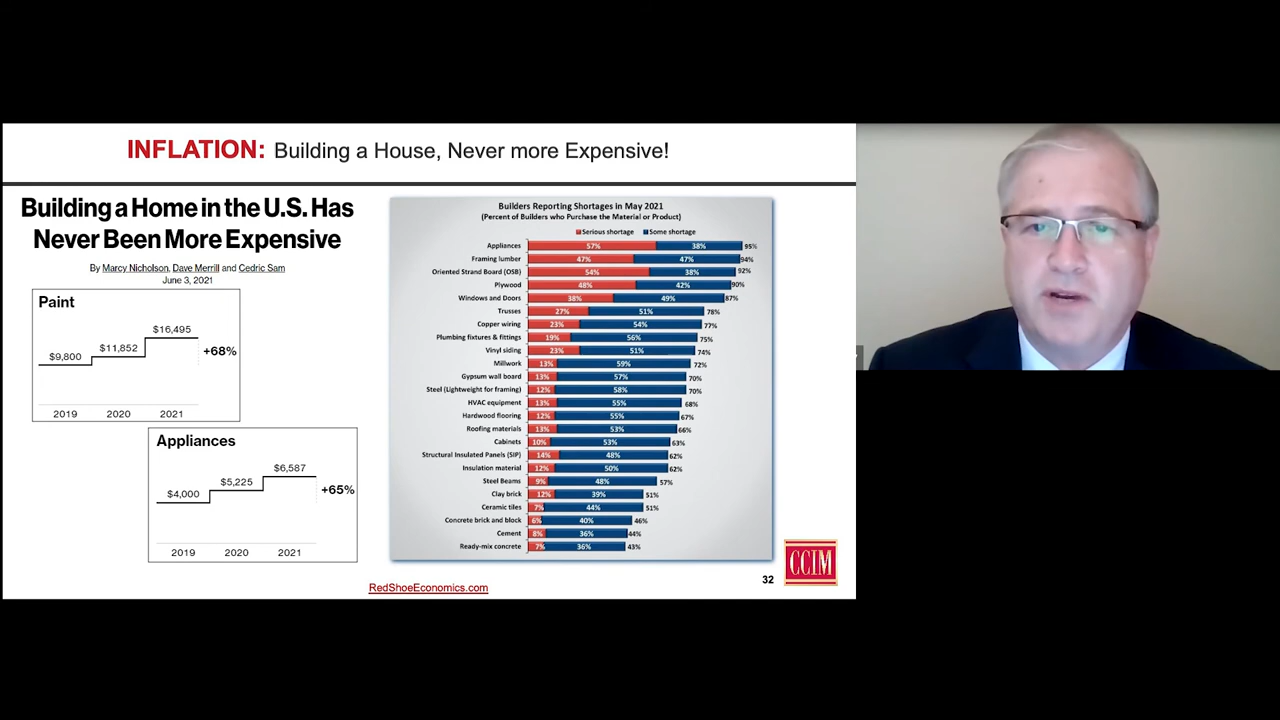 INFLATION: Building a House, Never more Expensive!
Building a Home in the U.S. Has
Never Been More Expensive
By Marcy Nicholson, Dave Merrill and Cedric Sam
June 3, 2021
Paint
$9,800
$11,852
$16,495
+68%
2019 2020 2021
Appliances
$4,000
$5,225
$6,587
+65%
2019 2020 2021
Builders Reporting Shortages in May 2021
(Percent of Builders who Purchase the Material or Product)
Serious shortage Some shortage
Appliances 57% 38% 95%
Framing lumber 47% 47% 94%
Oriented Strand Board (OSB) 54% 38% 92%
Plywood 48% 42% 90%
Windows and Doors 38% 49% 87%
Trusses 27% 51% 78%
Copper wiring 23% 54% 77%
Plumbing fixtures & fittings 19% 56% 75%
Vinyl siding 23% 51% 74%
Millwork 13% 59% 72%
Gypsum wall board 13% 57% 70%
Steel (Lightweight for framing) 12% 58% 70%
HVAC equipment 13% 55% 68%
Hardwood flooring 12% 55% 67%
Roofing materials 13% 53% 66%
Cabinets 10% 53% 63%
Structural Insulated Panels (SIP) 14% 48% 62%
Insulation material 12% 50% 62%
Steel Beams 9% 48% 57%
Clay brick 12% 39% 51%
Ceramic tiles 7% 44% 51%
Concrete brick and block 6% 40% 46%
Cement 8% 36% 44%
Ready-mix concrete 7% 36% 43%
RedShoeEconomics.com
32
CCIM